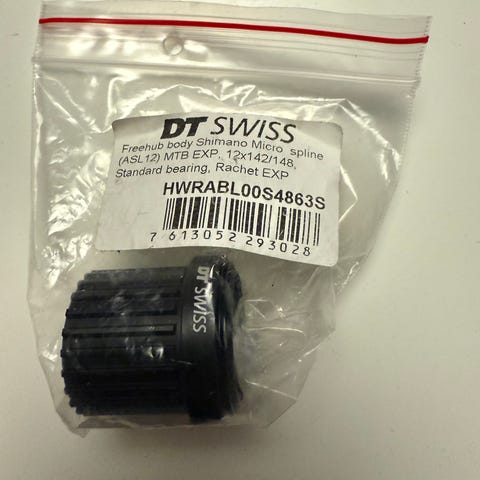 DT SWISS
Freehub body Shimano Micro spline
(ASL12) MTB EXP, 12x142/148,
Standard bearing, Rachet EXP
HWRABL00S4863S
7 613052 293028
DT SWISS